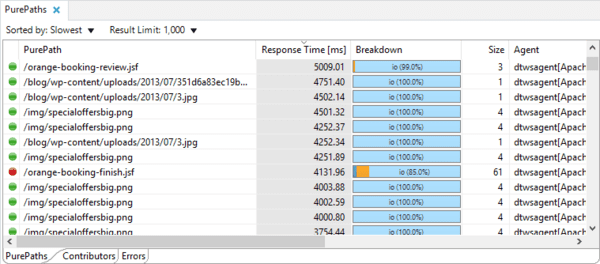 PurePaths
Sorted by: Slowest Result Limit: 1,000
PurePath Response Time [ms] Breakdown Size Agent
/orange-booking-review.jsf 5009.01 io (99.0%) 3 dtwsagent[Apach
/blog/wp-content/uploads/2013/07/351d6a83ec19b... 4751.40 io (100.0%) 1 dtwsagent[Apach
/blog/wp-content/uploads/2013/07/3.jpg 4502.14 io (100.0%) 1 dtwsagent[Apach
/img/specialoffersbig.png 4501.32 io (100.0%) 4 dtwsagent[Apach
/img/specialoffersbig.png 4252.37 io (100.0%) 4 dtwsagent[Apach
/blog/wp-content/uploads/2013/07/3.jpg 4252.34 io (100.0%) 1 dtwsagent[Apach
/img/specialoffersbig.png 4251.89 io (100.0%) 4 dtwsagent[Apach
/orange-booking-finish.jsf 4131.96 io (85.0%) 61 dtwsagent[Apach
/img/specialoffersbig.png 4003.88 io (100.0%) 4 dtwsagent[Apach
/img/specialoffersbig.png 4002.59 io (100.0%) 4 dtwsagent[Apach
/img/specialoffersbig.png 4000.80 io (100.0%) 4 dtwsagent[Apach
/img/specialoffersbig.png 3754.44 io (100.0%) 4 dtwsagent[Apach
PurePaths Contributors Errors